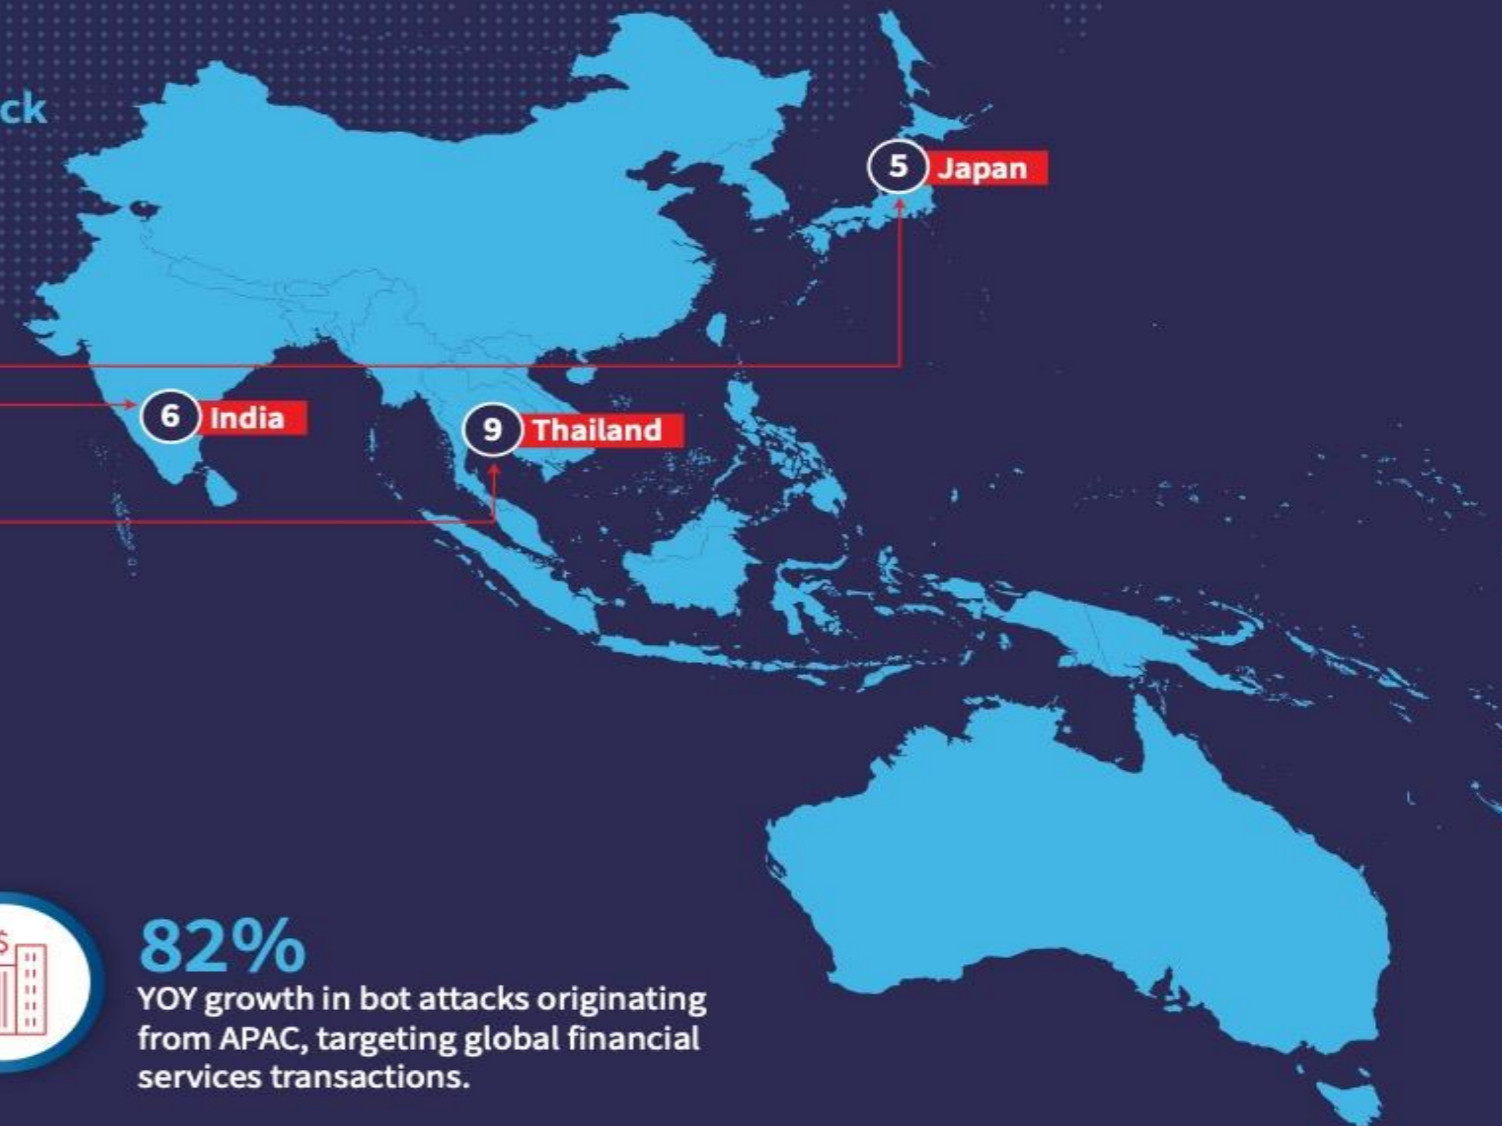 ck
5 Japan
6 India
9 Thailand
$
82%
YOY growth in bot attacks originating
from APAC, targeting global financial
services transactions.